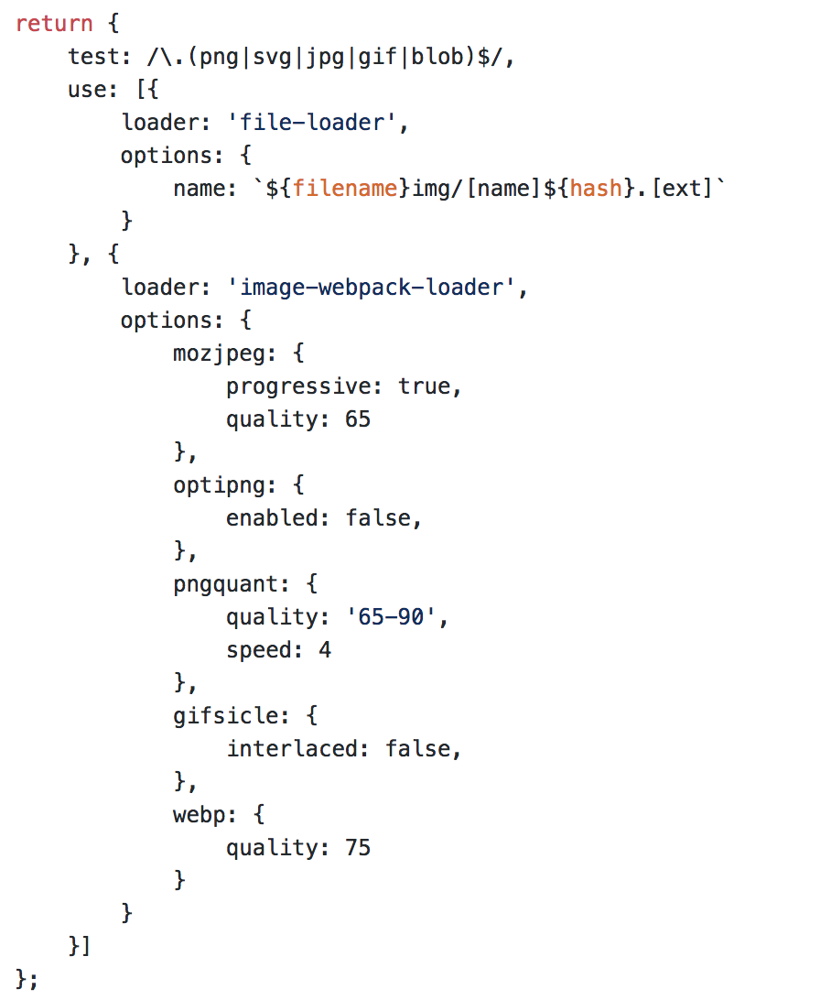 return {
    test: /\.(png|svg|jpg|gif|blob)$/,
    use: [{
        loader: 'file-loader',
        options: {
            name: `${filename}img/[name]${hash}.[ext]`
        }
    }, {
        loader: 'image-webpack-loader',
        options: {
            mozjpeg: {
                progressive: true,
                quality: 65
            },
            optipng: {
                enabled: false,
            },
            pngquant: {
                quality: '65-90',
                speed: 4
            },
            gifsicle: {
                interlaced: false,
            },
            webp: {
                quality: 75
            }
        }
    }]
};